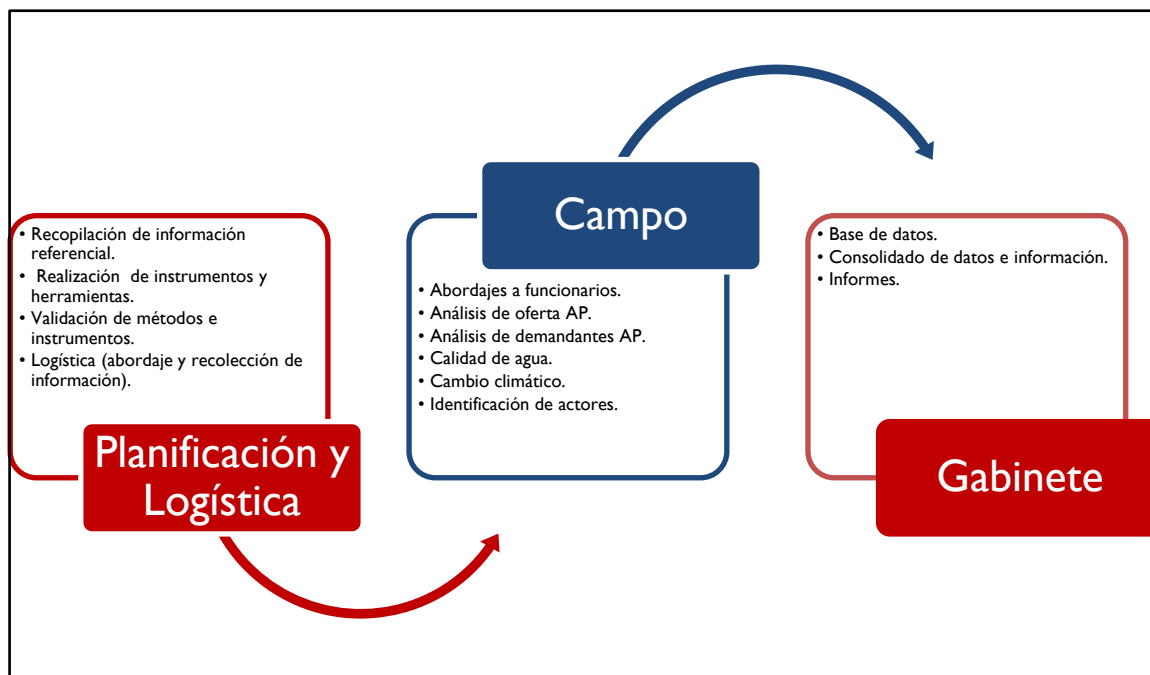 • Recopilación de información
referencial.
• Realización de instrumentos y
herramientas.
• Validación de métodos e
instrumentos.
• Logística (abordaje y recolección de
información).
Planificación y
Logística
Campo
• Abordajes a funcionarios.
• Análisis de oferta AP.
• Análisis de demandantes AP.
• Calidad de agua.
• Cambio climático.
• Identificación de actores.
• Base de datos.
• Consolidado de datos e información.
• Informes.
Gabinete